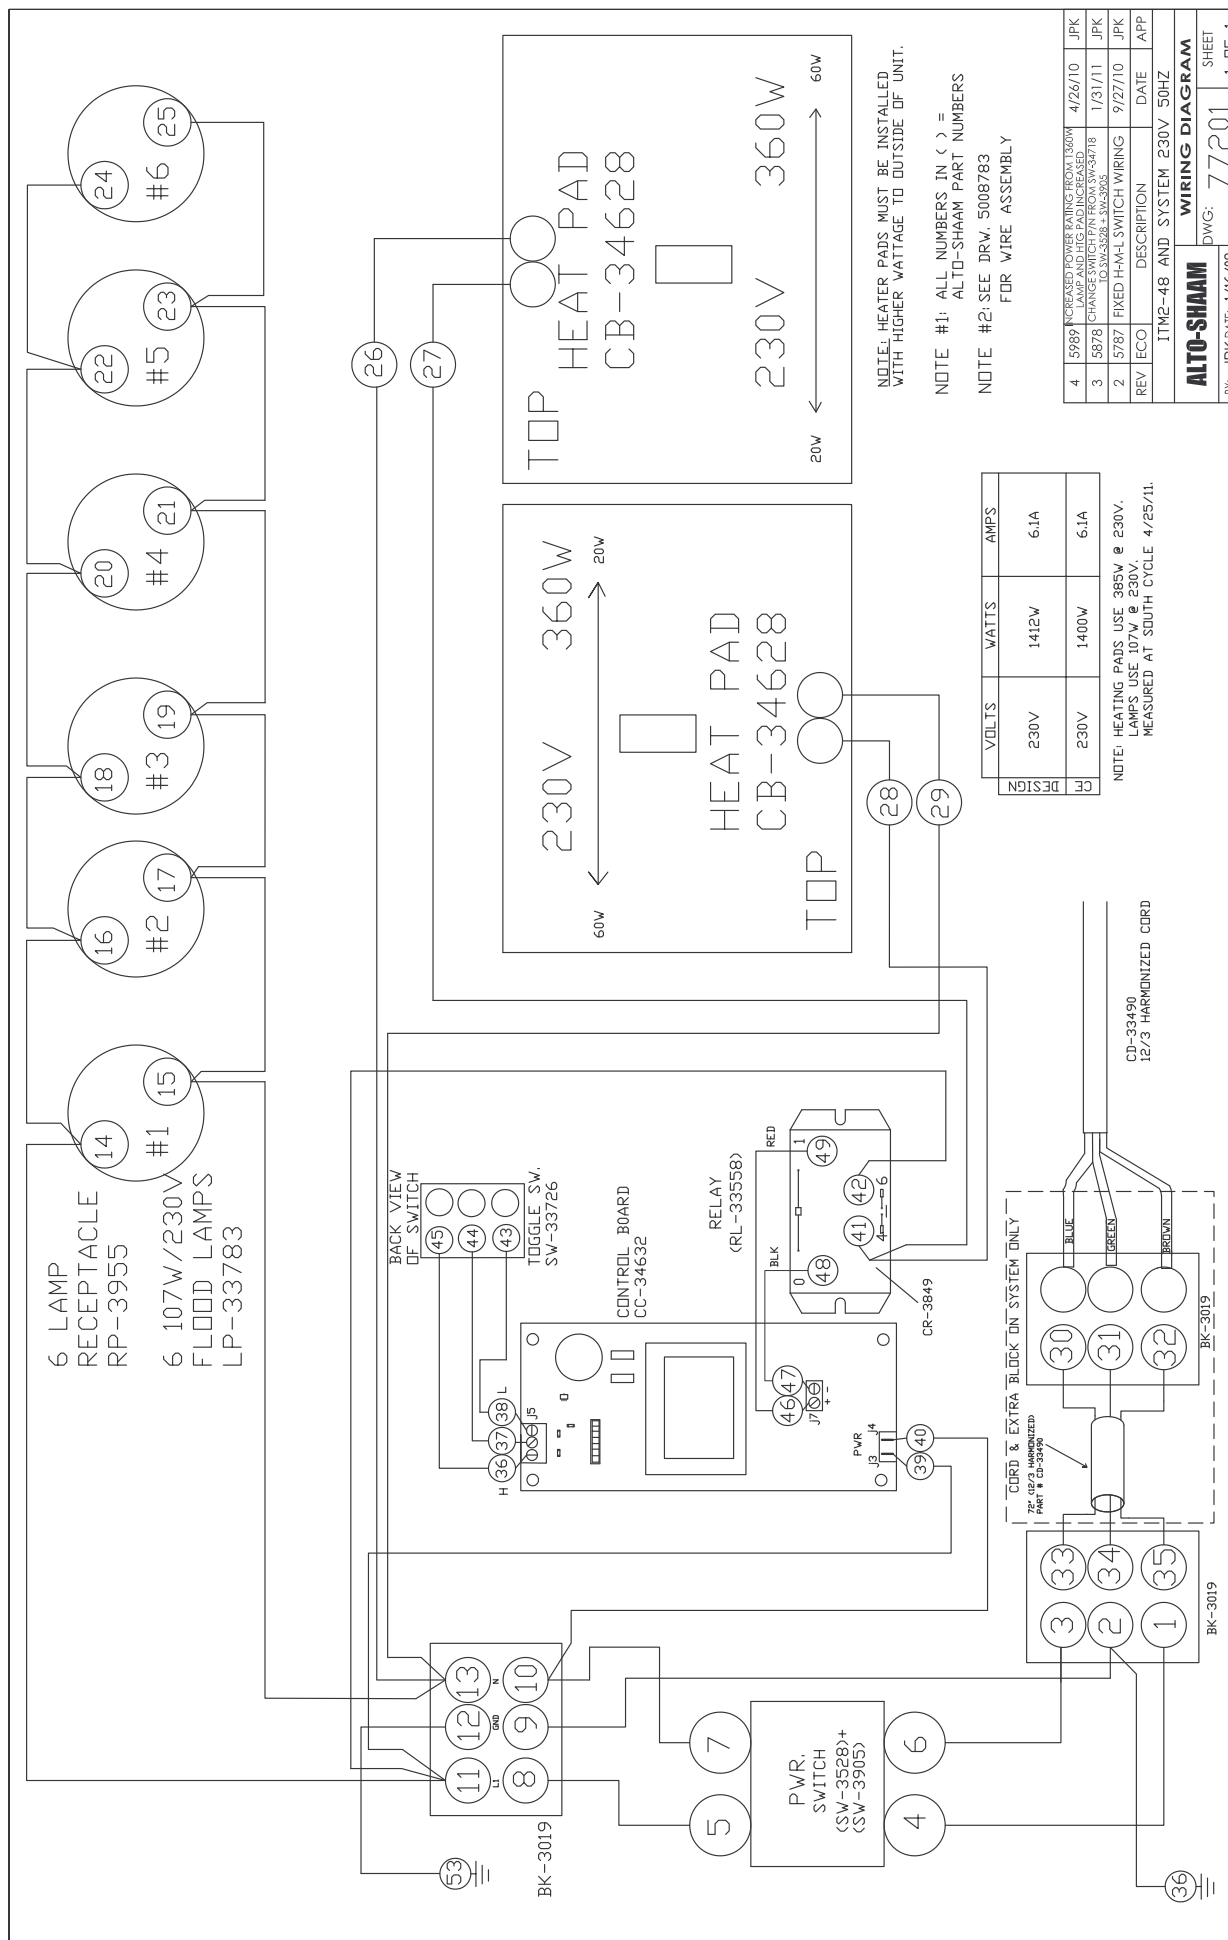 6 LAMP
RECEPTACLE
RP-3955
6 107W/230V
FLOOD LAMPS
LP-33783
14
15
#1
16
17
#2
18
19
#3
20
21
#4
22
23
#5
24
25
#6
53
BK-3019
11
12
13
L1
GND
N
8
9
10
5
7
PWR.
SWITCH
(SW-3528)+
(SW-3905)
4
6
36
BACK VIEW
OF SWITCH
45
44
43
TOGGLE SW.
SW-33726
H
36
37
38
L
J5
CONTROL BOARD
CC-34632
46
47
J7
+ -
PWR
J3
J4
39
40
RELAY
(RL-33558)
BLK
RED
0
1
48
49
41
42
4
6
CR-3849
26
27
TOP
HEAT PAD
CB-34628
230V
360W
20W
60W
230V
360W
60W
20W
HEAT PAD
CB-34628
TOP
28
29
CORD & EXTRA BLOCK ON SYSTEM ONLY
72" (12/3 HARMONIZED)
PART # CD-33490
3
33
2
34
1
35
BK-3019
30
31
32
BK-3019
BLUE
GREEN
BROWN
CD-33490
12/3 HARMONIZED CORD
NOTE: HEATER PADS MUST BE INSTALLED
WITH HIGHER WATTAGE TO OUTSIDE OF UNIT.
NOTE #1: ALL NUMBERS IN ( ) =
ALTO-SHAAM PART NUMBERS
NOTE #2: SEE DRW. 5008783
FOR WIRE ASSEMBLY
VOLTS WATTS AMPS
DESIGN 230V 1412W 6.1A
CE 230V 1400W 6.1A
NOTE: HEATING PADS USE 385W @ 230V.
LAMPS USE 107W @ 230V.
MEASURED AT SOUTH CYCLE 4/25/11.
4 5989 INCREASED POWER RATING FROM 1360W 4/26/10 JPK
LAMP AND HTG PAD INCREASED
3 5878 CHANGE SWITCH P/N FROM SW-34718 1/31/11 JPK
TO SW-3528 + SW-3905
2 5787 FIXED H-M-L SWITCH WIRING 9/27/10 JPK
REV ECO DESCRIPTION DATE APP
ITM2-48 AND SYSTEM 230V 50HZ
ALTO-SHAAM
WIRING DIAGRAM
DWG: 77201
SHEET